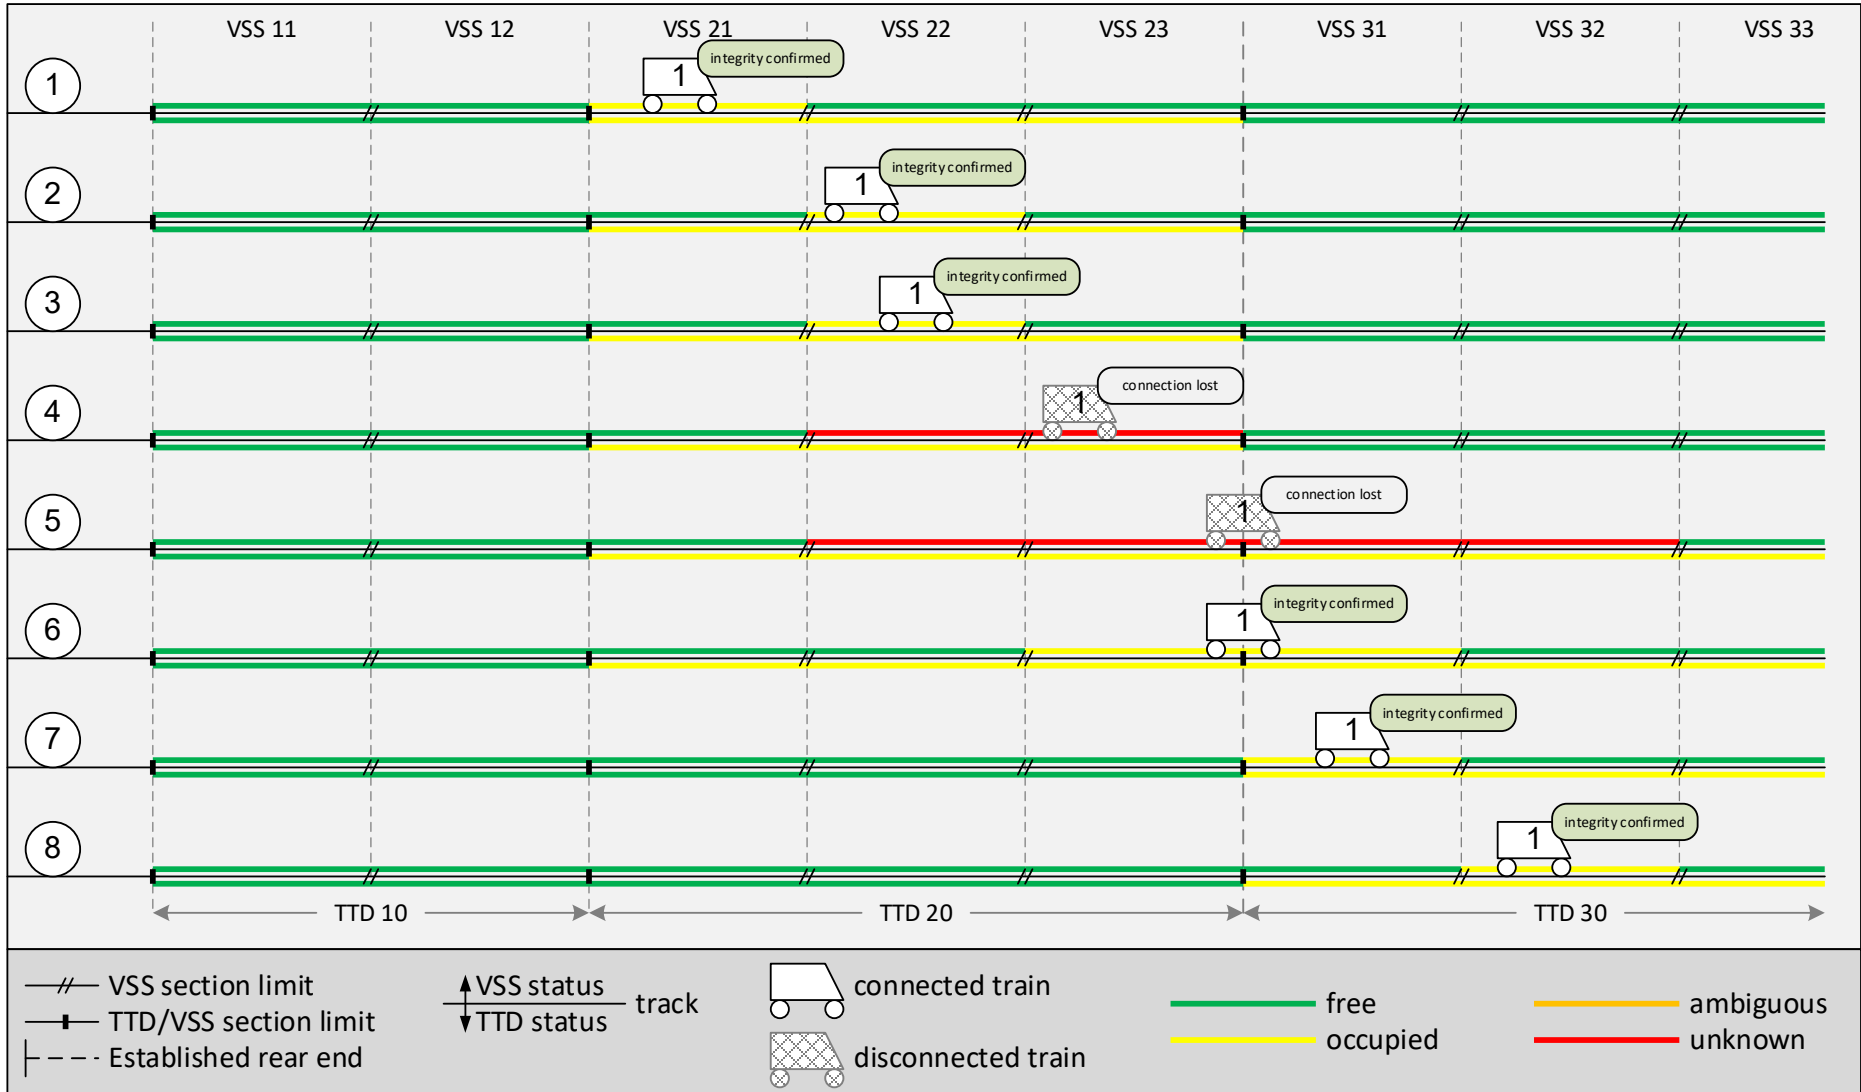 VSS 11 VSS 12 VSS 21 VSS 22 VSS 23 VSS 31 VSS 32 VSS 33
1 1 integrity confirmed
2 1 integrity confirmed
3 1 integrity confirmed
4 1 connection lost
5 1 connection lost
6 1 integrity confirmed
7 1 integrity confirmed
8 1 integrity confirmed
TTD 10 TTD 20 TTD 30
VSS section limit
TTD/VSS section limit
Established rear end
VSS status
TTD status
track
connected train
disconnected train
free
occupied
ambiguous
unknown